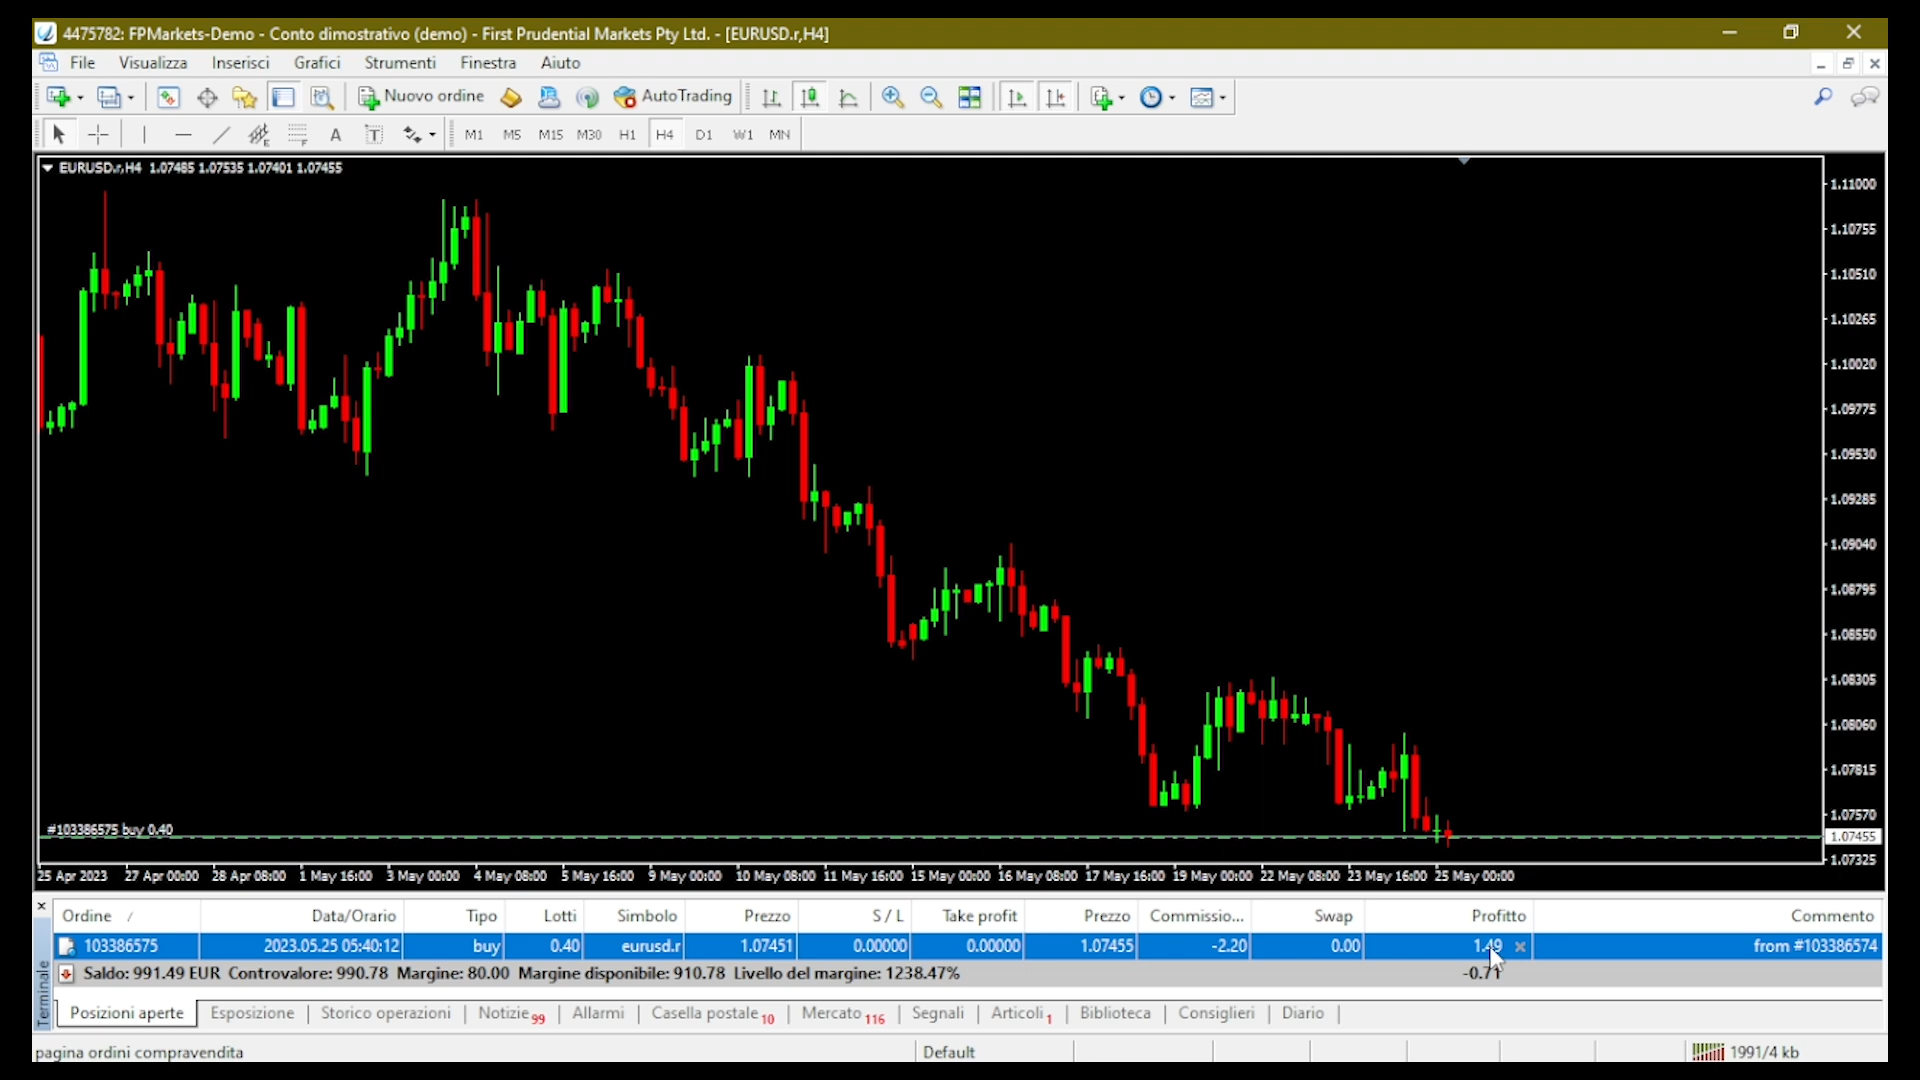 4475782: FPMarkets-Demo - Conto dimostrativo (demo) - First Prudential Markets Pty Ltd. - [EURUSD.r,H4]
File Visualizza Inserisci Grafici Strumenti Finestra Aiuto
Nuovo ordine AutoTrading
A T M1 M5 M15 M30 H1 H4 D1 W1 MN
EURUSD.r,H4 1.07485 1.07535 1.07401 1.07455
1.11000
1.10755
1.10510
1.10265
1.10020
1.09775
1.09530
1.09285
1.09040
1.08795
1.08550
1.08305
1.08060
1.07815
1.07570
#103386575 buy 0.40
1.07455
1.07325
25 Apr 2023 27 Apr 00:00 28 Apr 08:00 1 May 16:00 3 May 00:00 4 May 08:00 5 May 16:00 9 May 00:00 10 May 08:00 11 May 16:00 15 May 00:00 16 May 08:00 17 May 16:00 19 May 00:00 22 May 08:00 23 May 16:00 25 May 00:00
Ordine / Data/Orario Tipo Lotti Simbolo Prezzo S / L Take profit Prezzo Commissio... Swap Profitto Commento
103386575 2023.05.25 05:40:12 buy 0.40 eurusd.r 1.07451 0.00000 0.00000 1.07455 -2.20 0.00 1.49 from #103386574
Saldo: 991.49 EUR Controvalore: 990.78 Margine: 80.00 Margine disponibile: 910.78 Livello del margine: 1238.47% -0.71
Terminale
Posizioni aperte Esposizione Storico operazioni Notizie 99 Allarmi Casella postale 10 Mercato 116 Segnali Articoli 1 Biblioteca Consiglieri Diario
pagina ordini compravendita Default 1991/4 kb